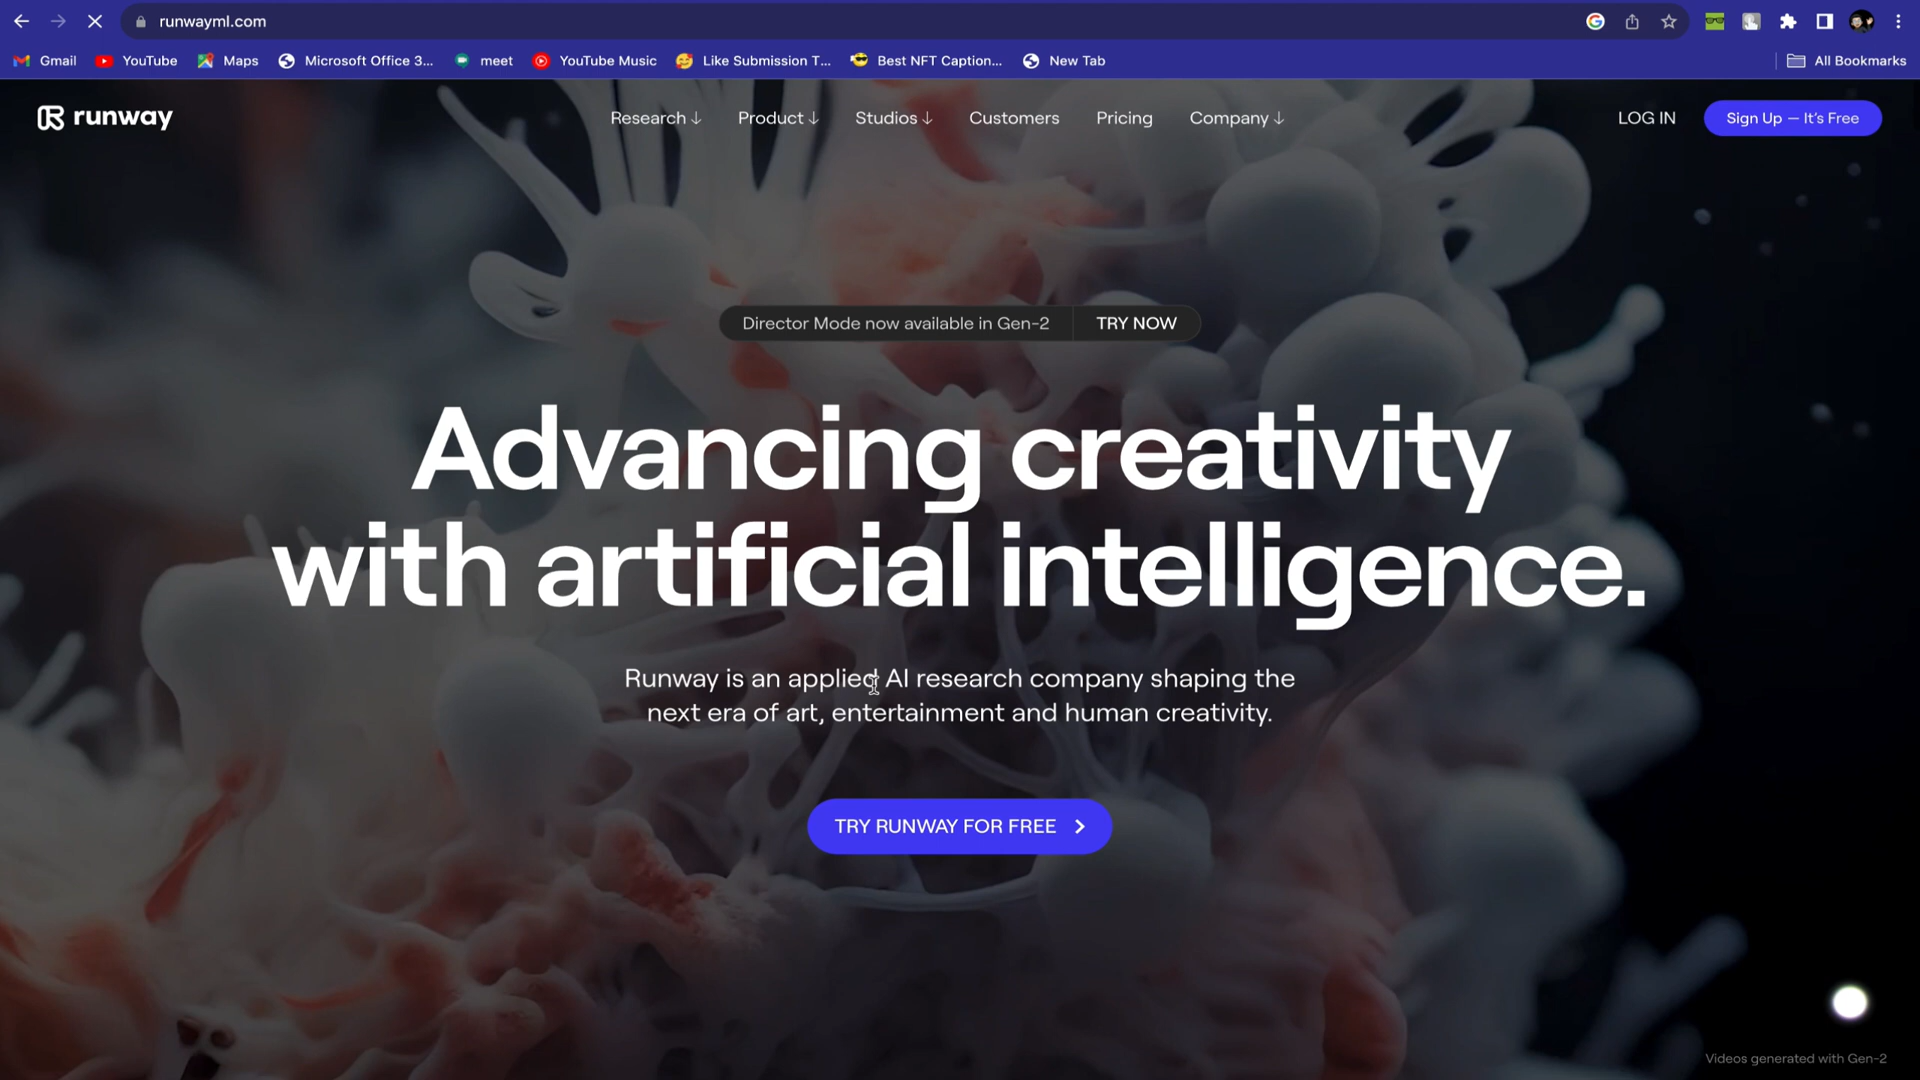 runwayml.com
Gmail YouTube Maps Microsoft Office 3... meet YouTube Music Like Submission T... Best NFT Caption... New Tab All Bookmarks
runway Research ↓ Product ↓ Studios ↓ Customers Pricing Company ↓ LOG IN Sign Up — It's Free
Director Mode now available in Gen-2 TRY NOW
Advancing creativity
with artificial intelligence.
Runway is an applied AI research company shaping the
next era of art, entertainment and human creativity.
TRY RUNWAY FOR FREE >
Videos generated with Gen-2